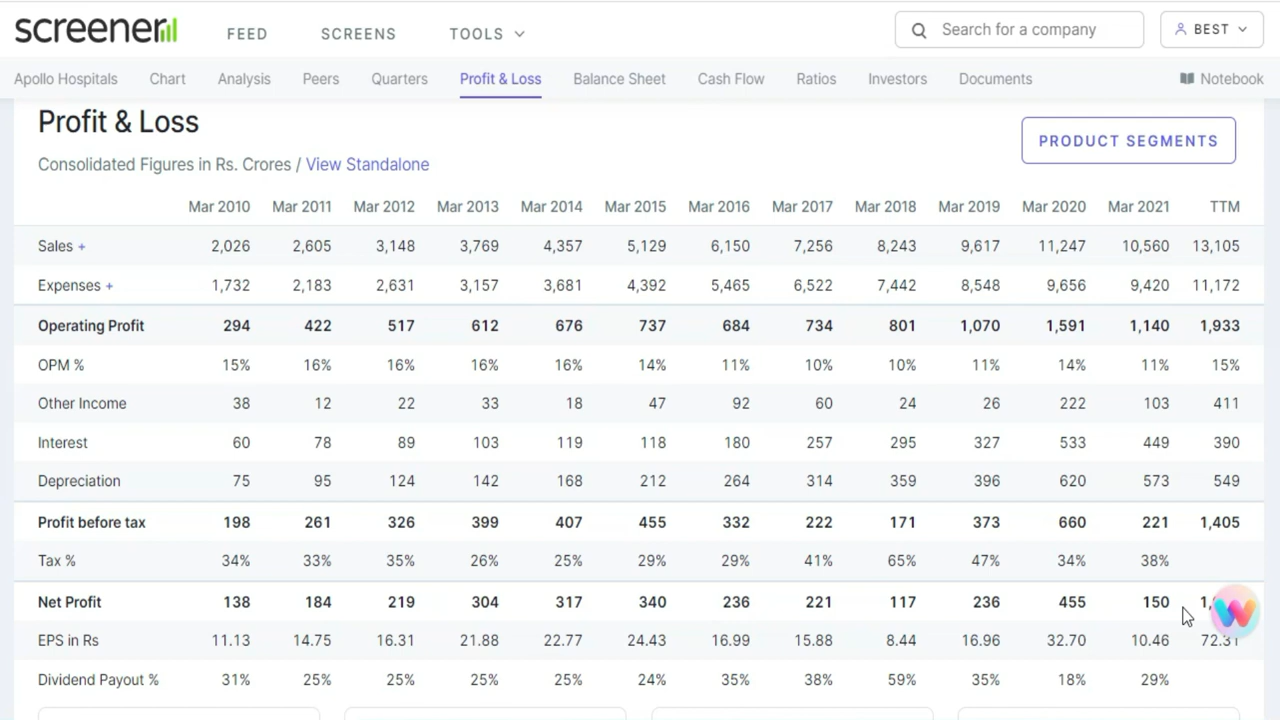 screener FEED SCREENS TOOLS Search for a company BEST
Apollo Hospitals Chart Analysis Peers Quarters Profit & Loss Balance Sheet Cash Flow Ratios Investors Documents Notebook
Profit & Loss
PRODUCT SEGMENTS
Consolidated Figures in Rs. Crores / View Standalone
Mar 2010 Mar 2011 Mar 2012 Mar 2013 Mar 2014 Mar 2015 Mar 2016 Mar 2017 Mar 2018 Mar 2019 Mar 2020 Mar 2021 TTM
Sales + 2,026 2,605 3,148 3,769 4,357 5,129 6,150 7,256 8,243 9,617 11,247 10,560 13,105
Expenses + 1,732 2,183 2,631 3,157 3,681 4,392 5,465 6,522 7,442 8,548 9,656 9,420 11,172
Operating Profit 294 422 517 612 676 737 684 734 801 1,070 1,591 1,140 1,933
OPM % 15% 16% 16% 16% 16% 14% 11% 10% 10% 11% 14% 11% 15%
Other Income 38 12 22 33 18 47 92 60 24 26 222 103 411
Interest 60 78 89 103 119 118 180 257 295 327 533 449 390
Depreciation 75 95 124 142 168 212 264 314 359 396 620 573 549
Profit before tax 198 261 326 399 407 455 332 222 171 373 660 221 1,405
Tax % 34% 33% 35% 26% 25% 29% 29% 41% 65% 47% 34% 38%
Net Profit 138 184 219 304 317 340 236 221 117 236 455 150
EPS in Rs 11.13 14.75 16.31 21.88 22.77 24.43 16.99 15.88 8.44 16.96 32.70 10.46 72.31
Dividend Payout % 31% 25% 25% 25% 25% 24% 35% 38% 59% 35% 18% 29%